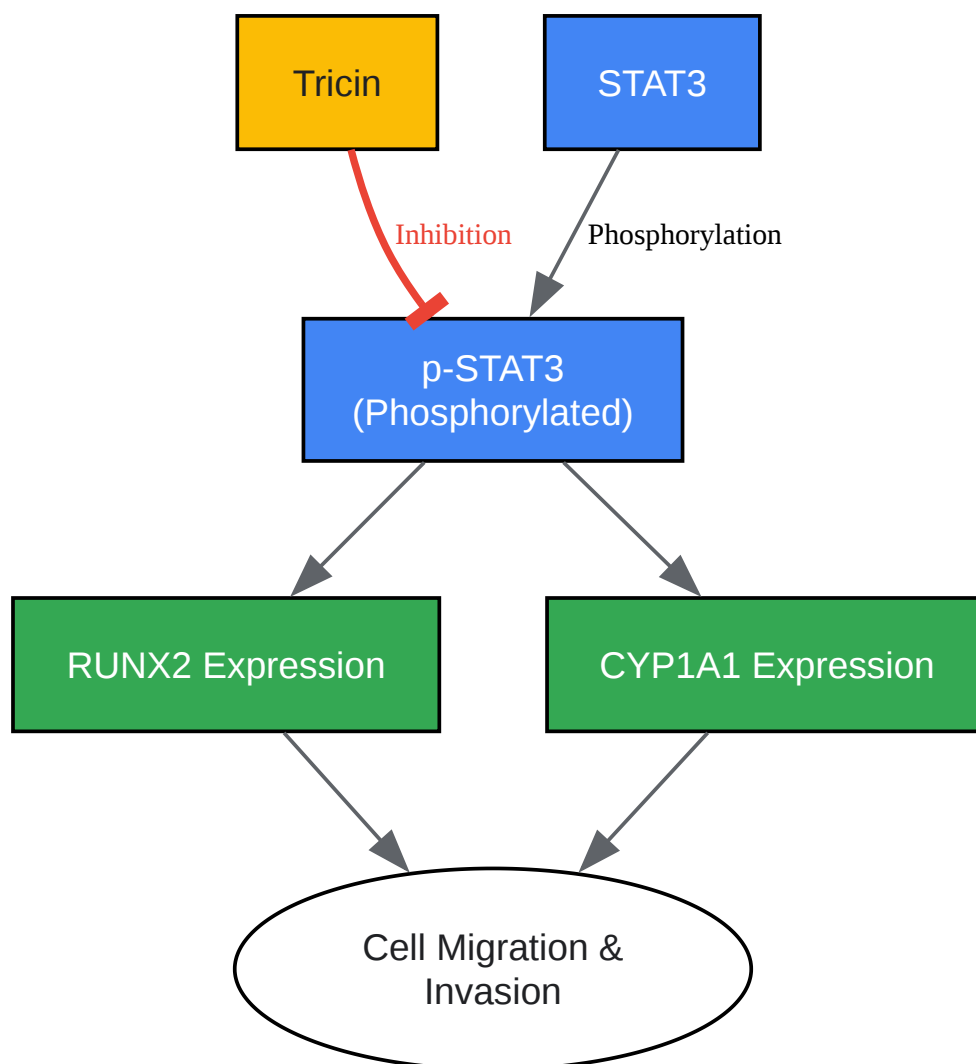 Tricin
STAT3
Inhibition
Phosphorylation
p-STAT3
(Phosphorylated)
RUNX2 Expression
CYP1A1 Expression
Cell Migration &
Invasion